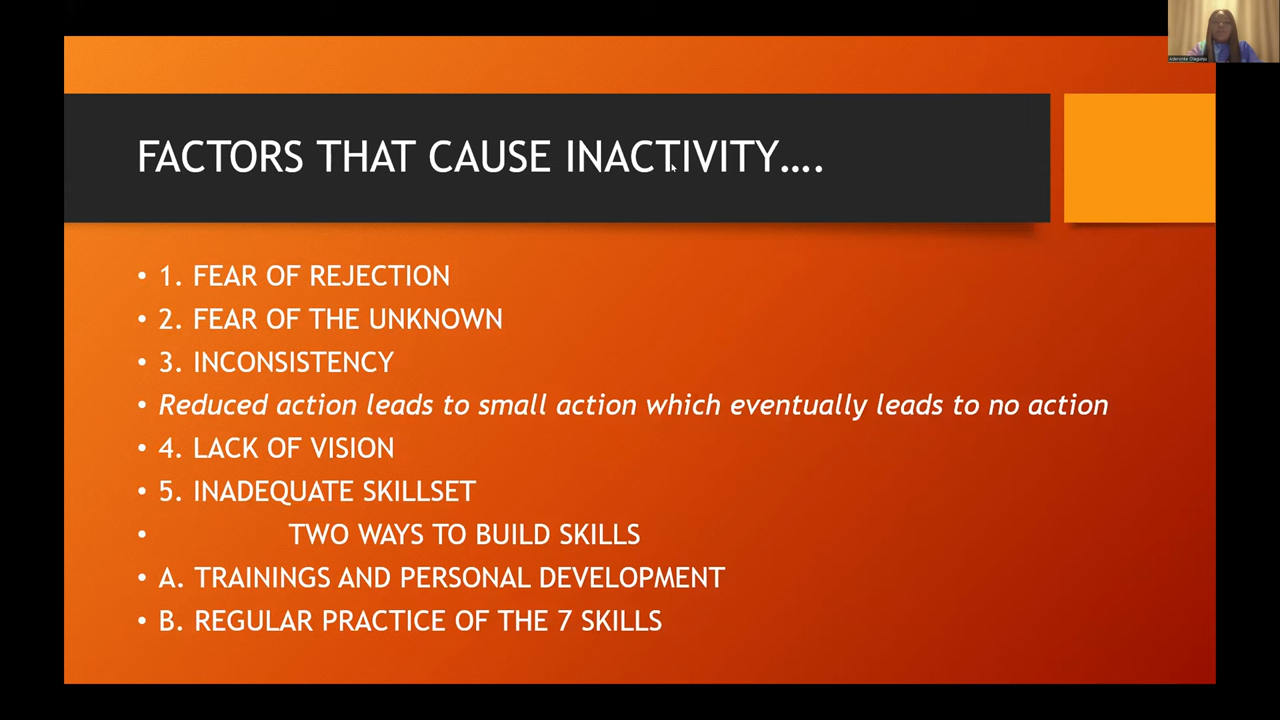 FACTORS THAT CAUSE INACTIVITY....
• 1. FEAR OF REJECTION
• 2. FEAR OF THE UNKNOWN
• 3. INCONSISTENCY
• Reduced action leads to small action which eventually leads to no action
• 4. LACK OF VISION
• 5. INADEQUATE SKILLSET
• TWO WAYS TO BUILD SKILLS
• A. TRAININGS AND PERSONAL DEVELOPMENT
• B. REGULAR PRACTICE OF THE 7 SKILLS